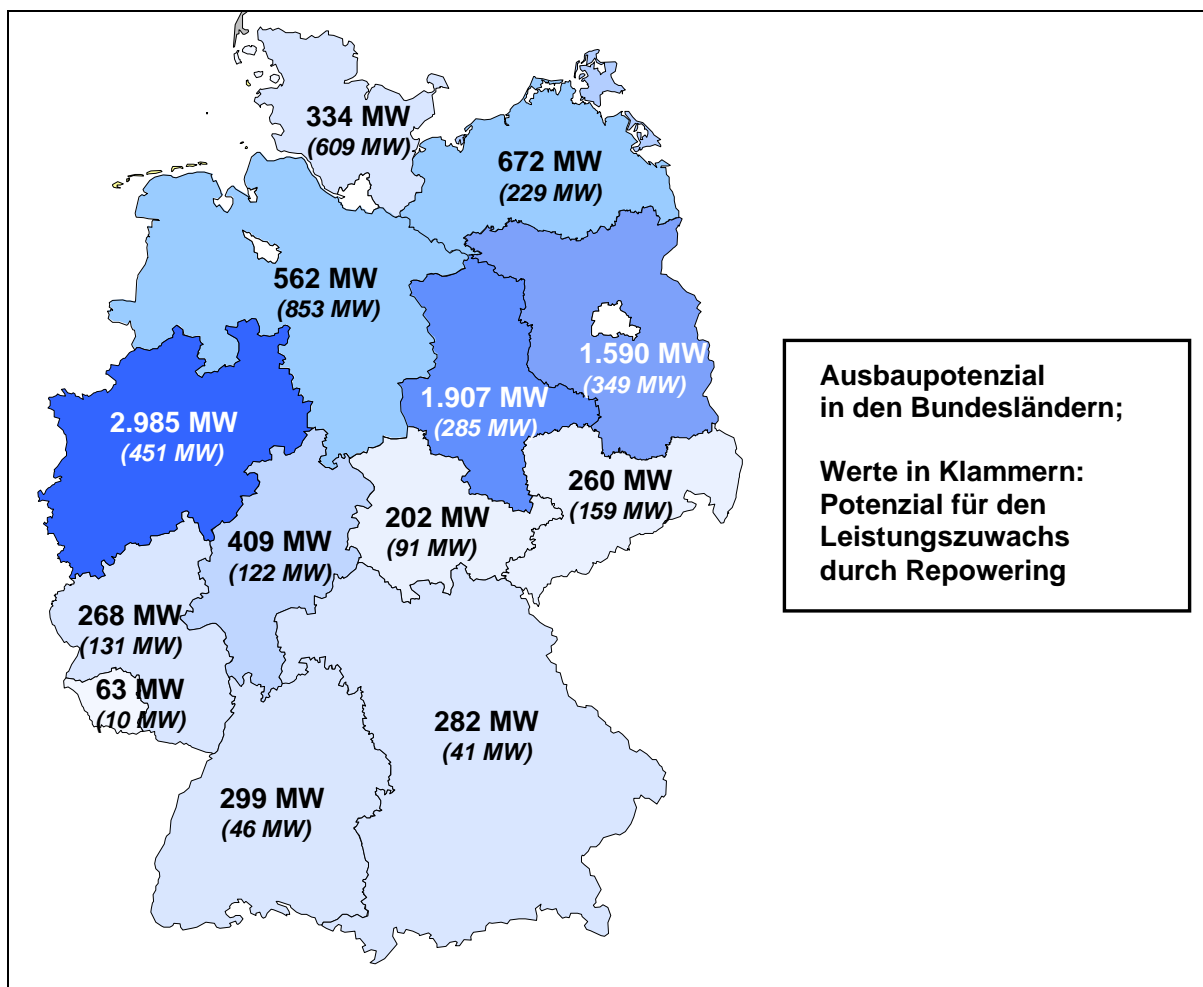 334 MW
(609 MW)
672 MW
(229 MW)
562 MW
(853 MW)
1.590 MW
(349 MW)
1.907 MW
(285 MW)
2.985 MW
(451 MW)
260 MW
(159 MW)
202 MW
(91 MW)
409 MW
(122 MW)
268 MW
(131 MW)
63 MW
(10 MW)
282 MW
(41 MW)
299 MW
(46 MW)
Ausbaupotenzial
in den Bundesländern;
Werte in Klammern:
Potenzial für den
Leistungszuwachs
durch Repowering